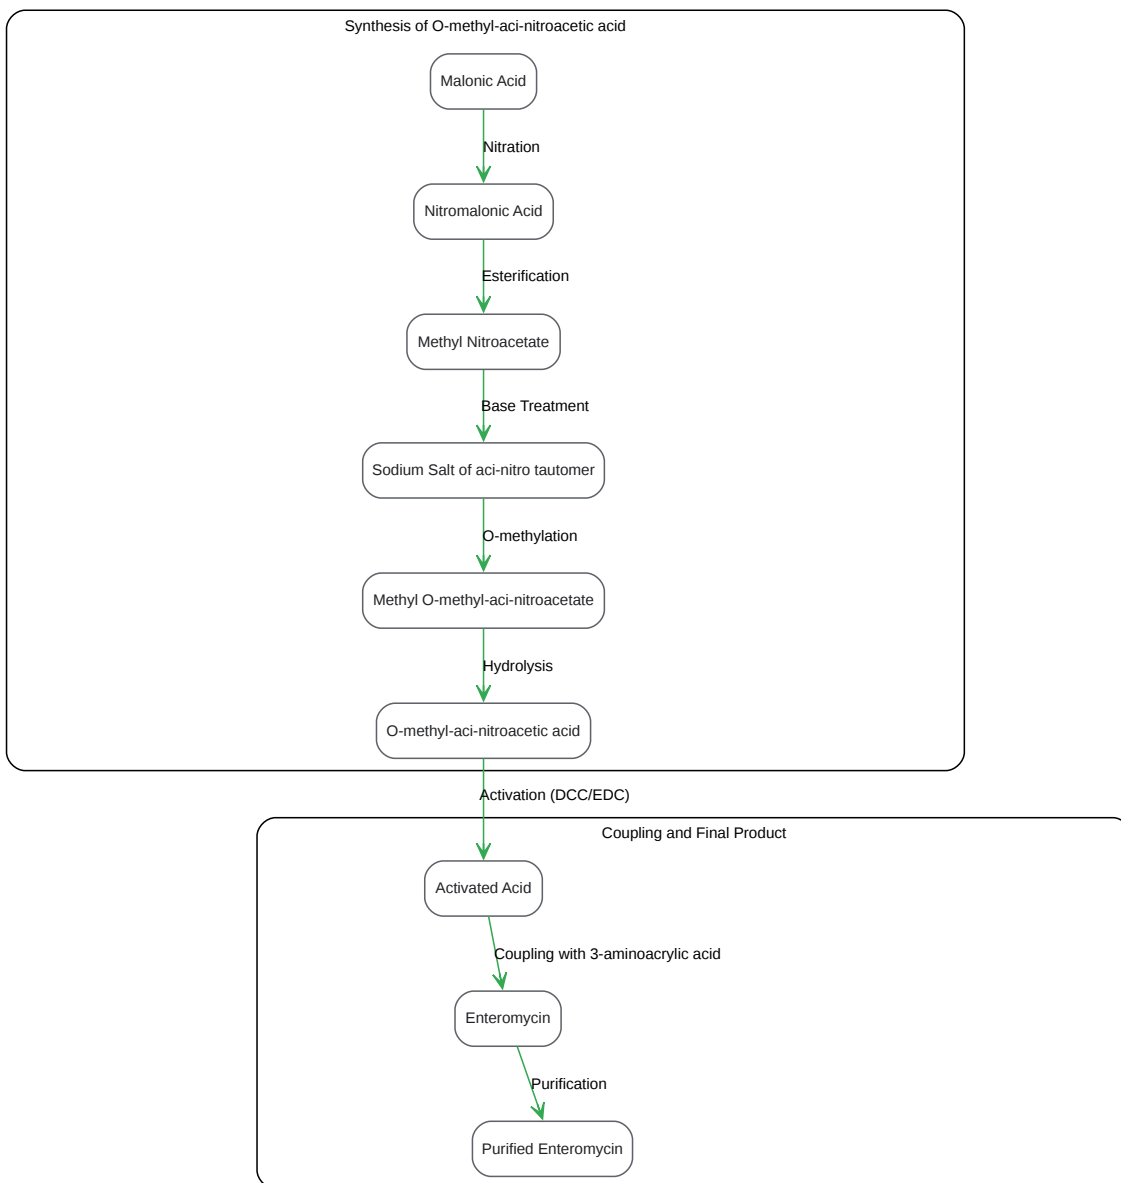 Synthesis of O-methyl-aci-nitroacetic acid
Malonic Acid
Nitration
Nitromalonic Acid
Esterification
Methyl Nitroacetate
Base Treatment
Sodium Salt of aci-nitro tautomer
O-methylation
Methyl O-methyl-aci-nitroacetate
Hydrolysis
O-methyl-aci-nitroacetic acid
Activation (DCC/EDC)
Coupling and Final Product
Activated Acid
Coupling with 3-aminoacrylic acid
Enteromycin
Purification
Purified Enteromycin